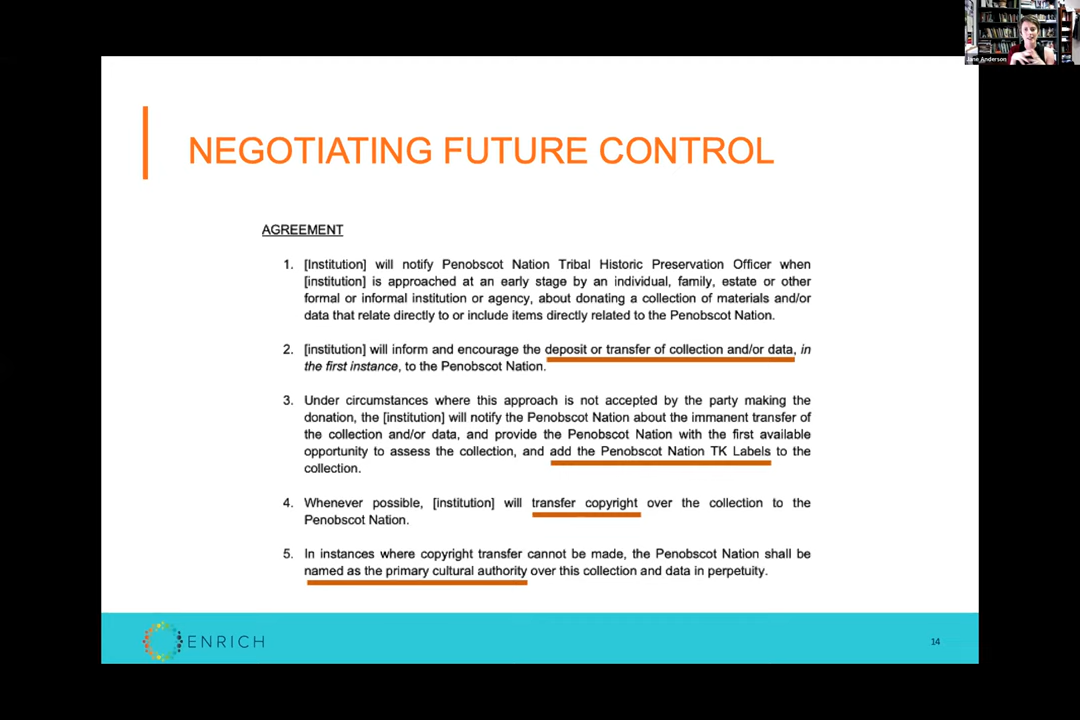 Jane Anderson
NEGOTIATING FUTURE CONTROL
AGREEMENT
1. [Institution] will notify Penobscot Nation Tribal Historic Preservation Officer when
[institution] is approached at an early stage by an individual, family, estate or other
formal or informal institution or agency, about donating a collection of materials and/or
data that relate directly to or include items directly related to the Penobscot Nation.
2. [institution] will inform and encourage the deposit or transfer of collection and/or data, in
the first instance, to the Penobscot Nation.
3. Under circumstances where this approach is not accepted by the party making the
donation, the [institution] will notify the Penobscot Nation about the immanent transfer of
the collection and/or data, and provide the Penobscot Nation with the first available
opportunity to assess the collection, and add the Penobscot Nation TK Labels to the
collection.
4. Whenever possible, [institution] will transfer copyright over the collection to the
Penobscot Nation.
5. In instances where copyright transfer cannot be made, the Penobscot Nation shall be
named as the primary cultural authority over this collection and data in perpetuity.
ENRICH
14